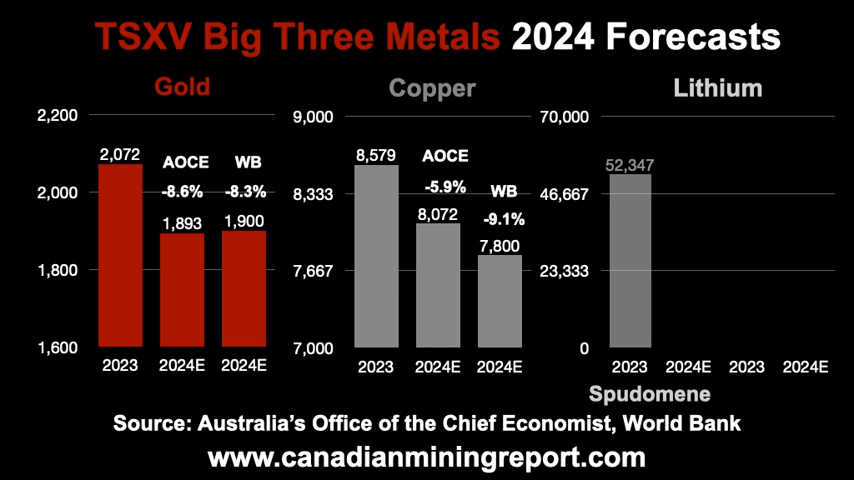 TSXV Big Three Metals 2024 Forecasts
Gold
2,200
2,000
1,800
1,600
2,072
AOCE
-8.6%
1,893
WB
-8.3%
1,900
2023
2024E
2024E
Copper
9,000
8,333
7,667
7,000
8,579
AOCE
-5.9%
8,072
WB
-9.1%
7,800
2023
2024E
2024E
Lithium
70,000
46,667
23,333
0
52,347
2023
2024E
2023
2024E
Spudomene
Source: Australia's Office of the Chief Economist, World Bank
www.canadianminingreport.com